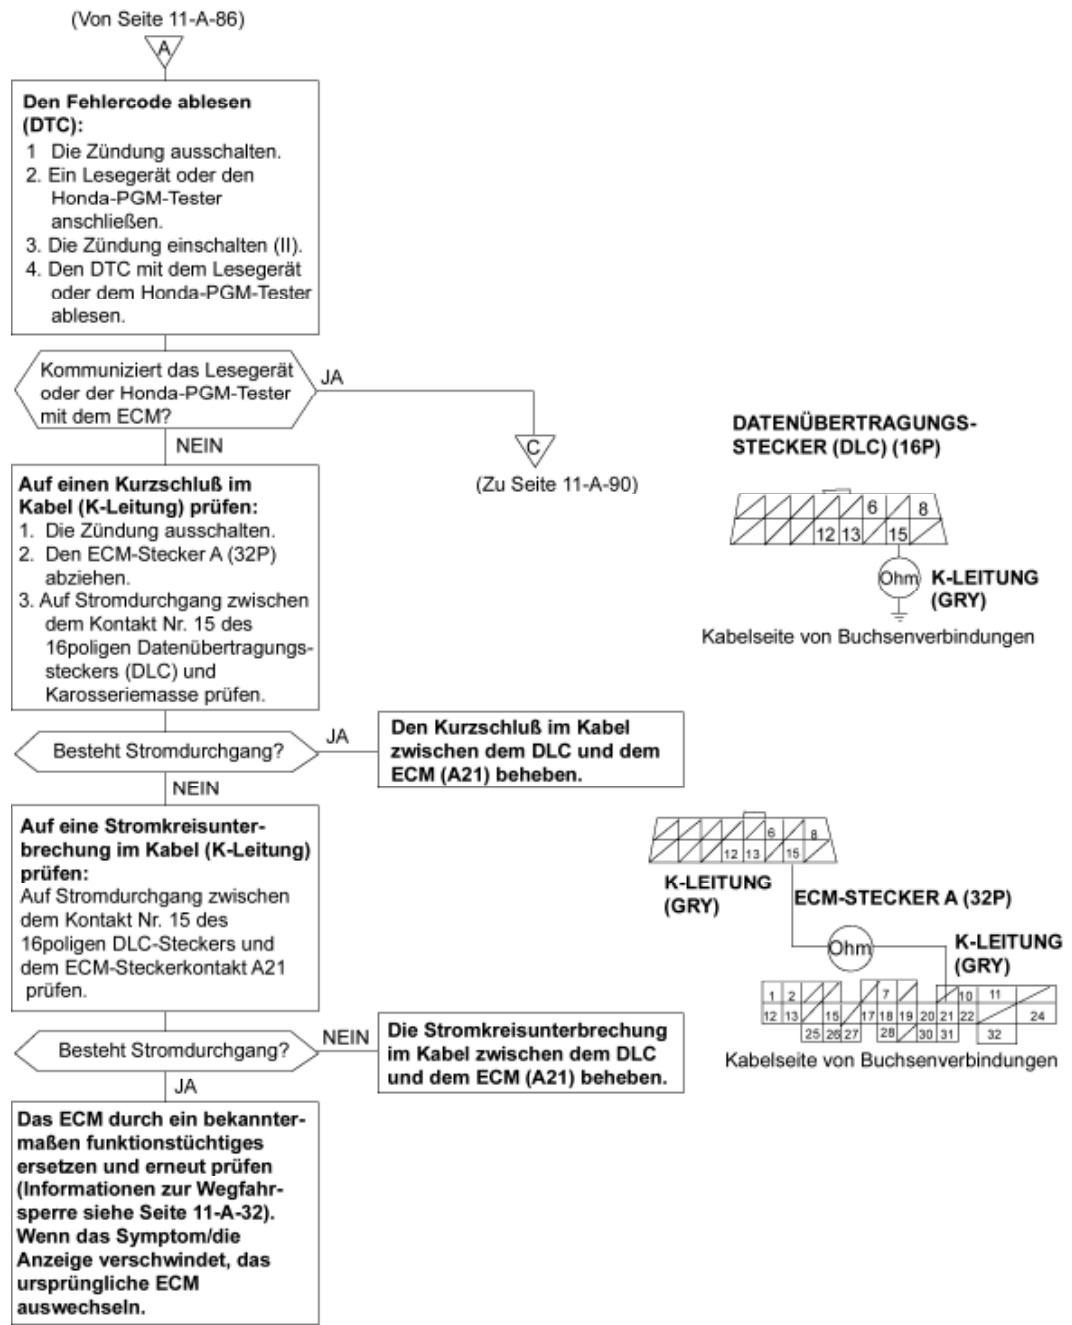 (Von Seite 11-A-86)
A
Den Fehlercode ablesen
(DTC):
1 Die Zündung ausschalten.
2. Ein Lesegerät oder den
Honda-PGM-Tester
anschließen.
3. Die Zündung einschalten (II).
4. Den DTC mit dem Lesegerät
oder dem Honda-PGM-Tester
ablesen.
Kommuniziert das Lesegerät
oder der Honda-PGM-Tester
mit dem ECM?
JA
C
(Zu Seite 11-A-90)
NEIN
Auf einen Kurzschluß im
Kabel (K-Leitung) prüfen:
1. Die Zündung ausschalten.
2. Den ECM-Stecker A (32P)
abziehen.
3. Auf Stromdurchgang zwischen
dem Kontakt Nr. 15 des
16poligen Datenübertragungs-
steckers (DLC) und
Karosseriemasse prüfen.
DATENÜBERTRAGUNGS-
STECKER (DLC) (16P)
6 8
12 13 15
Ohm
K-LEITUNG
(GRY)
Kabelseite von Buchsenverbindungen
Besteht Stromdurchgang?
JA
Den Kurzschluß im Kabel
zwischen dem DLC und dem
ECM (A21) beheben.
NEIN
Auf eine Stromkreisunter-
brechung im Kabel (K-Leitung)
prüfen:
Auf Stromdurchgang zwischen
dem Kontakt Nr. 15 des
16poligen DLC-Steckers und
dem ECM-Steckerkontakt A21
prüfen.
6 8
12 13 15
K-LEITUNG
(GRY)
ECM-STECKER A (32P)
Ohm
K-LEITUNG
(GRY)
1 2 7 10 11
12 13 15 17 18 19 20 21 22 24
25 26 27 28 30 31 32
Kabelseite von Buchsenverbindungen
Besteht Stromdurchgang?
NEIN
Die Stromkreisunterbrechung
im Kabel zwischen dem DLC
und dem ECM (A21) beheben.
JA
Das ECM durch ein bekannter-
maßen funktionstüchtiges
ersetzen und erneut prüfen
(Informationen zur Wegfahr-
sperre siehe Seite 11-A-32).
Wenn das Symptom/die
Anzeige verschwindet, das
ursprüngliche ECM
auswechseln.